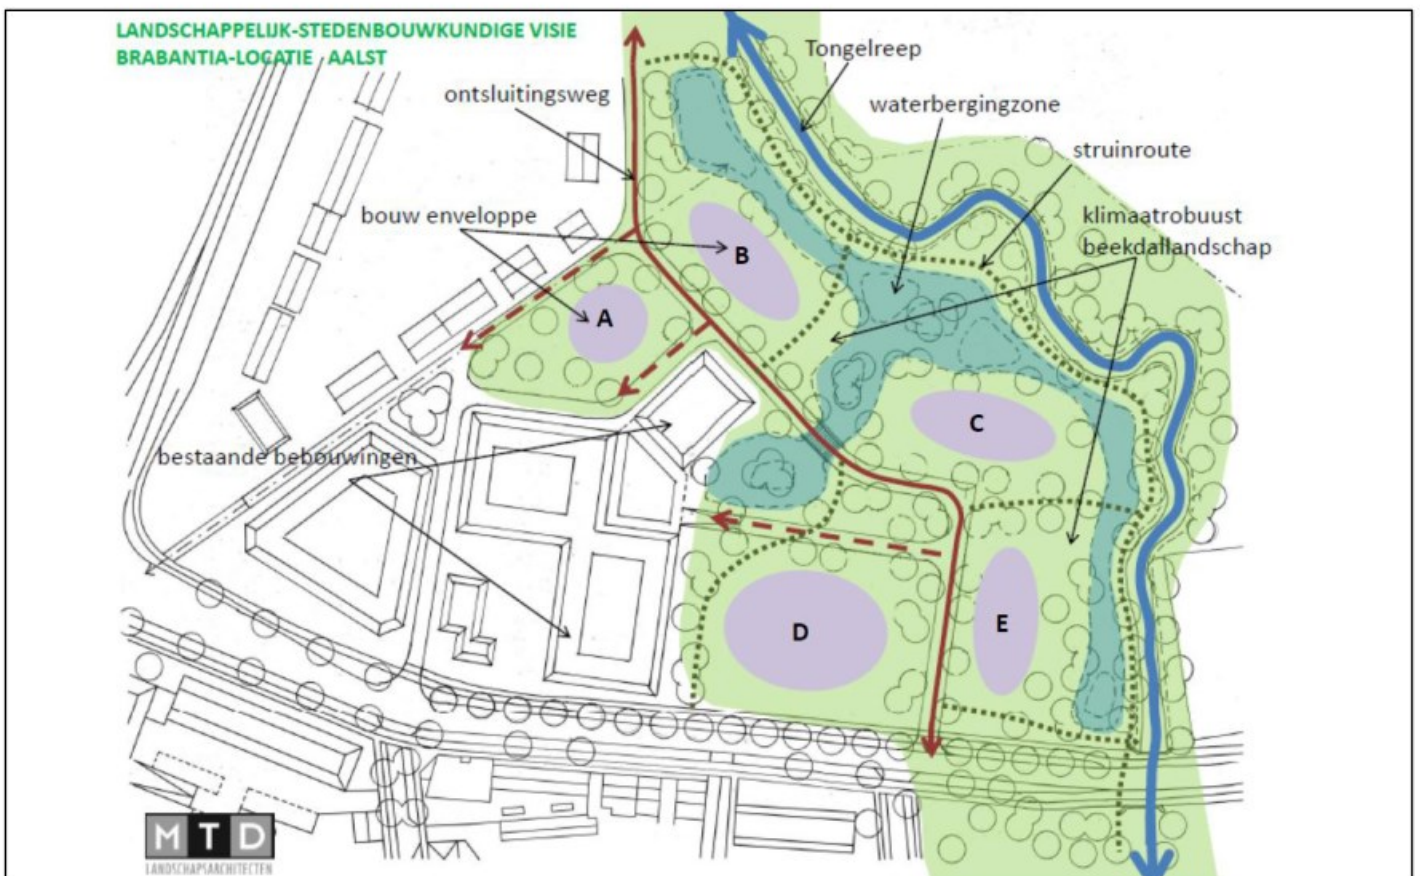 LANDSCHAPPELIJK-STEDENBOUWKUNDIGE VISIE
BRABANTIA-LOCATIE AALST
Tongelreep
ontsluitingsweg
waterbergingzone
struinroute
bouw enveloppe
klimaatrobuust
beekdallandschap
B
A
C
bestaande bebouwingen
D
E
MTD
LANDSCHAPSARCHITECTEN